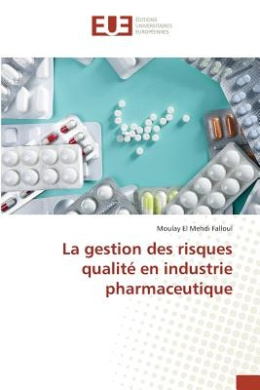 EUE
ÉDITIONS
UNIVERSITAIRES
EUROPÉENNES
Moulay El Mehdi Falloul
La gestion des risques
qualité en industrie
pharmaceutique